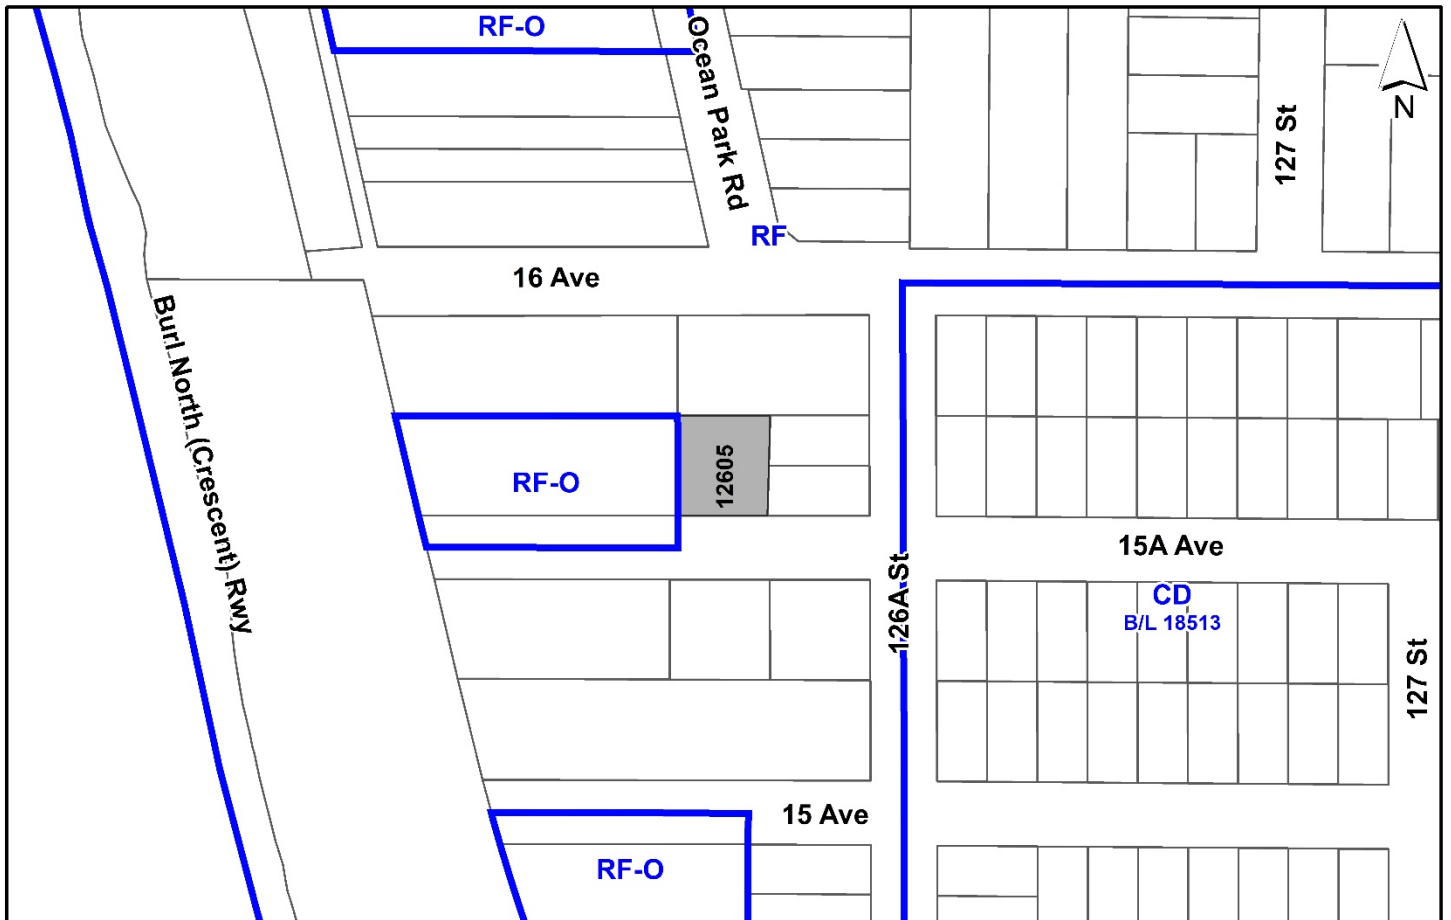 RF-O
Ocean Park Rd
N
127 St
RF
16 Ave
Burl North (Crescent) Rwy
RF-O
12605
15A Ave
126A St
CD
B/L 18513
127 St
15 Ave
RF-O